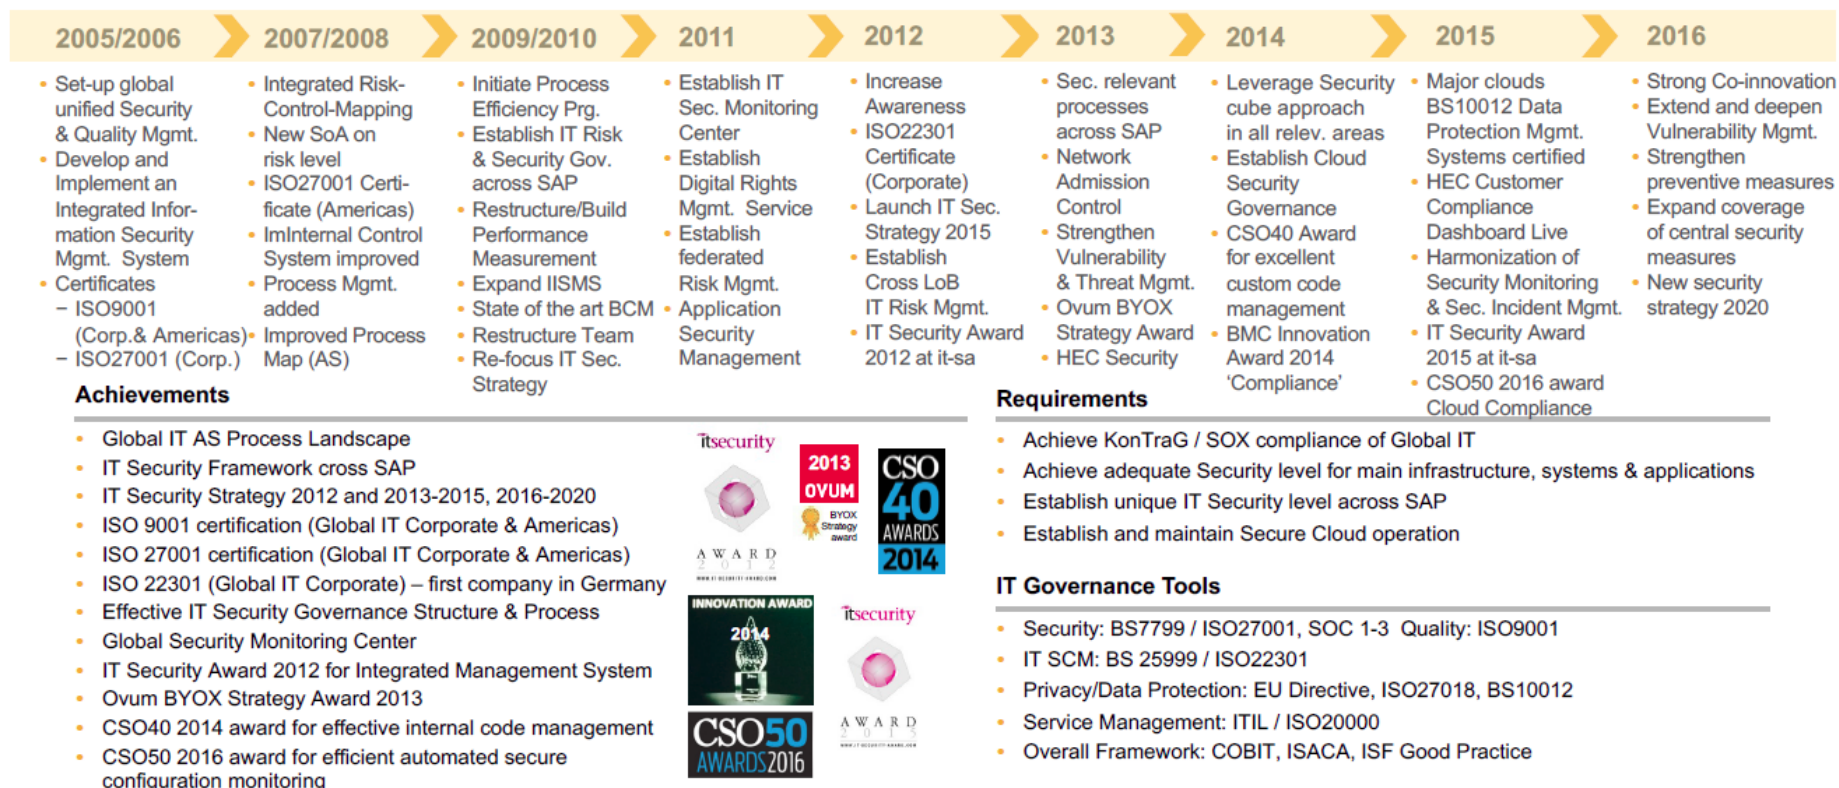 2005/2006
2007/2008
2009/2010
2011
2012
2013
2014
2015
2016
• Set-up global
unified Security
& Quality Mgmt.
• Develop and
Implement an
Integrated Infor-
mation Security
Mgmt. System
• Certificates
– ISO9001
(Corp.& Americas)
– ISO27001 (Corp.)
• Integrated Risk-
Control-Mapping
• New SoA on
risk level
• ISO27001 Certi-
ficate (Americas)
• ImInternal Control
System improved
• Process Mgmt.
added
• Improved Process
Map (AS)
• Initiate Process
Efficiency Prg.
• Establish IT Risk
& Security Gov.
across SAP
• Restructure/Build
Performance
Measurement
• Expand IISMS
• State of the art BCM
• Restructure Team
• Re-focus IT Sec.
Strategy
• Establish IT
Sec. Monitoring
Center
• Establish
Digital Rights
Mgmt. Service
• Establish
federated
Risk Mgmt.
• Application
Security
Management
• Increase
Awareness
• ISO22301
Certificate
(Corporate)
• Launch IT Sec.
Strategy 2015
• Establish
Cross LoB
IT Risk Mgmt.
• IT Security Award
2012 at it-sa
• Sec. relevant
processes
across SAP
• Network
Admission
Control
• Strengthen
Vulnerability
& Threat Mgmt.
• Ovum BYOX
Strategy Award
• HEC Security
• Leverage Security
cube approach
in all relev. areas
• Establish Cloud
Security
Governance
• CSO40 Award
for excellent
custom code
management
• BMC Innovation
Award 2014
‘Compliance’
• Major clouds
BS10012 Data
Protection Mgmt.
Systems certified
• HEC Customer
Compliance
Dashboard Live
• Harmonization of
Security Monitoring
& Sec. Incident Mgmt.
• IT Security Award
2015 at it-sa
• CSO50 2016 award
Cloud Compliance
• Strong Co-innovation
• Extend and deepen
Vulnerability Mgmt.
• Strengthen
preventive measures
• Expand coverage
of central security
measures
• New security
strategy 2020
Achievements
• Global IT AS Process Landscape
• IT Security Framework cross SAP
• IT Security Strategy 2012 and 2013-2015, 2016-2020
• ISO 9001 certification (Global IT Corporate & Americas)
• ISO 27001 certification (Global IT Corporate & Americas)
• ISO 22301 (Global IT Corporate) – first company in Germany
• Effective IT Security Governance Structure & Process
• Global Security Monitoring Center
• IT Security Award 2012 for Integrated Management System
• Ovum BYOX Strategy Award 2013
• CSO40 2014 award for effective internal code management
• CSO50 2016 award for efficient automated secure
configuration monitoring
itsecurity
AWARD
2012
2013
OVUM
BYOX
Strategy
award
CSO
40
AWARDS
2014
INNOVATION AWARD
2014
itsecurity
AWARD
2015
CSO50
AWARDS2016
Requirements
• Achieve KonTraG / SOX compliance of Global IT
• Achieve adequate Security level for main infrastructure, systems & applications
• Establish unique IT Security level across SAP
• Establish and maintain Secure Cloud operation
IT Governance Tools
• Security: BS7799 / ISO27001, SOC 1-3 Quality: ISO9001
• IT SCM: BS 25999 / ISO22301
• Privacy/Data Protection: EU Directive, ISO27018, BS10012
• Service Management: ITIL / ISO20000
• Overall Framework: COBIT, ISACA, ISF Good Practice